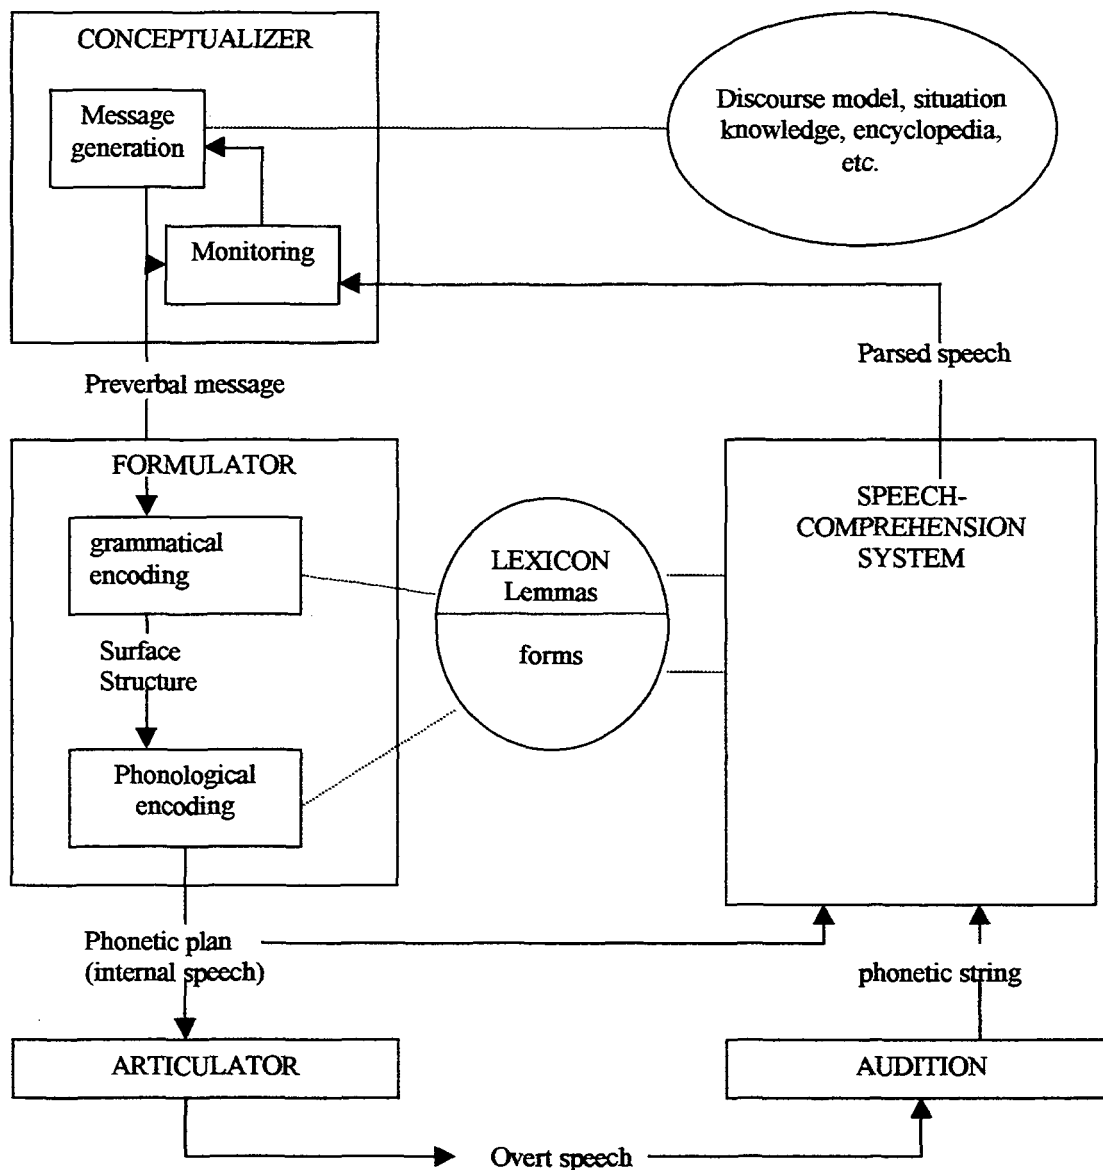 CONCEPTUALIZER
Message
generation
Discourse model, situation
knowledge, encyclopedia,
etc.
Monitoring
Parsed speech
Preverbal message
FORMULATOR
grammatical
encoding
LEXICON
Lemmas
forms
SPEECH-
COMPREHENSION
SYSTEM
Surface
Structure
Phonological
encoding
Phonetic plan
(internal speech)
phonetic string
ARTICULATOR
AUDITION
Overt speech